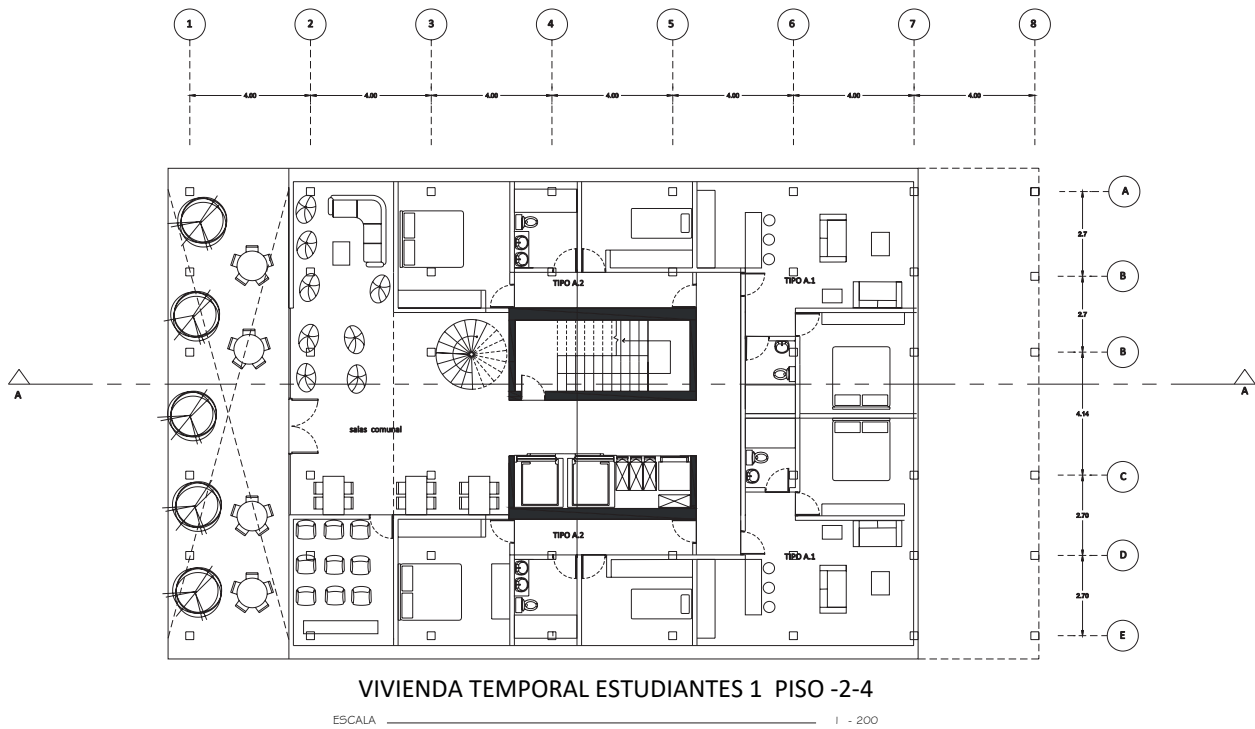 1 2 3 4 5 6 7 8
4.00 4.00 4.00 4.00 4.00 4.00 4.00
A
2.7
TIPO A.2 TIPO A.1
B
2.7
B
A A
4.14
salas comunal
C
2.70
TIPO A.2 TIPO A.1
D
2.70
E
VIVIENDA TEMPORAL ESTUDIANTES 1 PISO -2-4
ESCALA 1 - 200